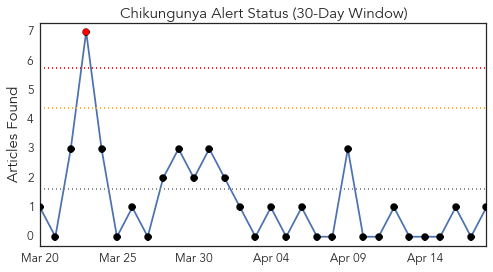 Chikungunya Alert Status (30-Day Window)
Articles Found
7
6
5
4
3
2
1
0
Mar 20 Mar 25 Mar 30 Apr 04 Apr 09 Apr 14